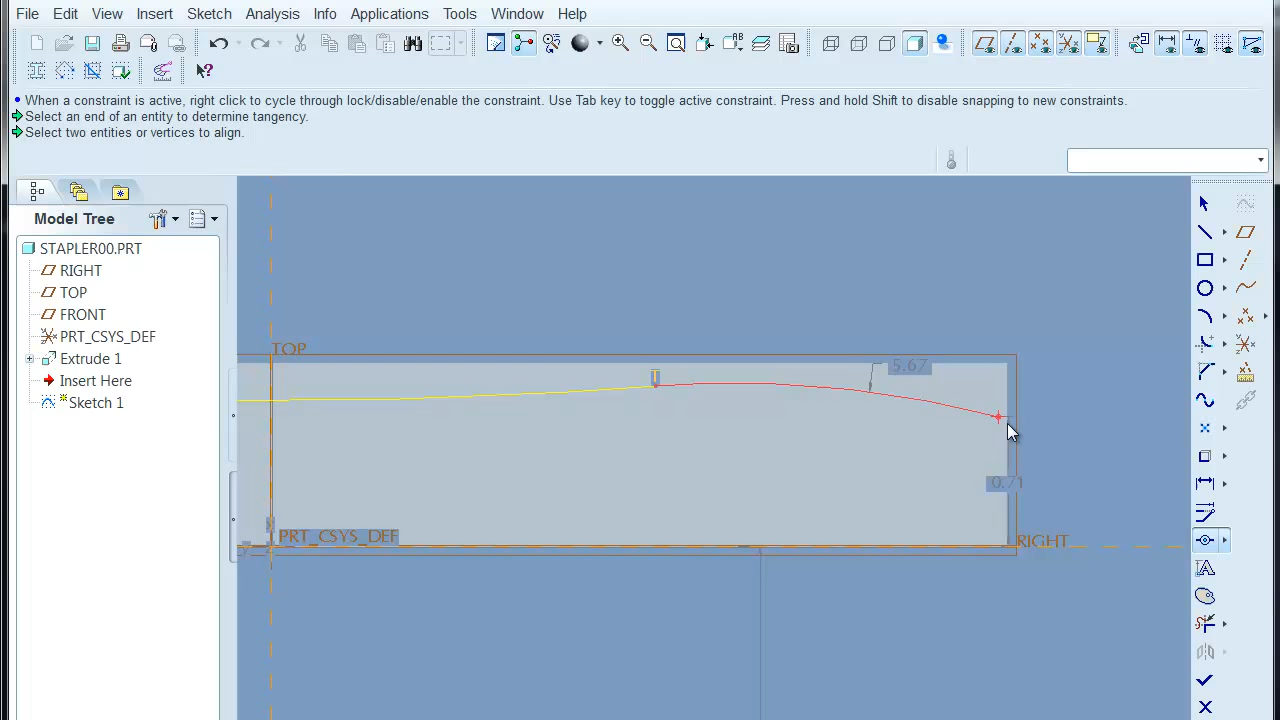 File Edit View Insert Sketch Analysis Info Applications Tools Window Help
When a constraint is active, right click to cycle through lock/disable/enable the constraint. Use Tab key to toggle active constraint. Press and hold Shift to disable snapping to new constraints.
Select an end of an entity to determine tangency.
Select two entities or vertices to align.
Model Tree
STAPLER00.PRT
RIGHT
TOP
FRONT
PRT_CSYS_DEF
Extrude 1
Insert Here
Sketch 1
TOP
5.67
0.71
PRT_CSYS_DEF
RIGHT